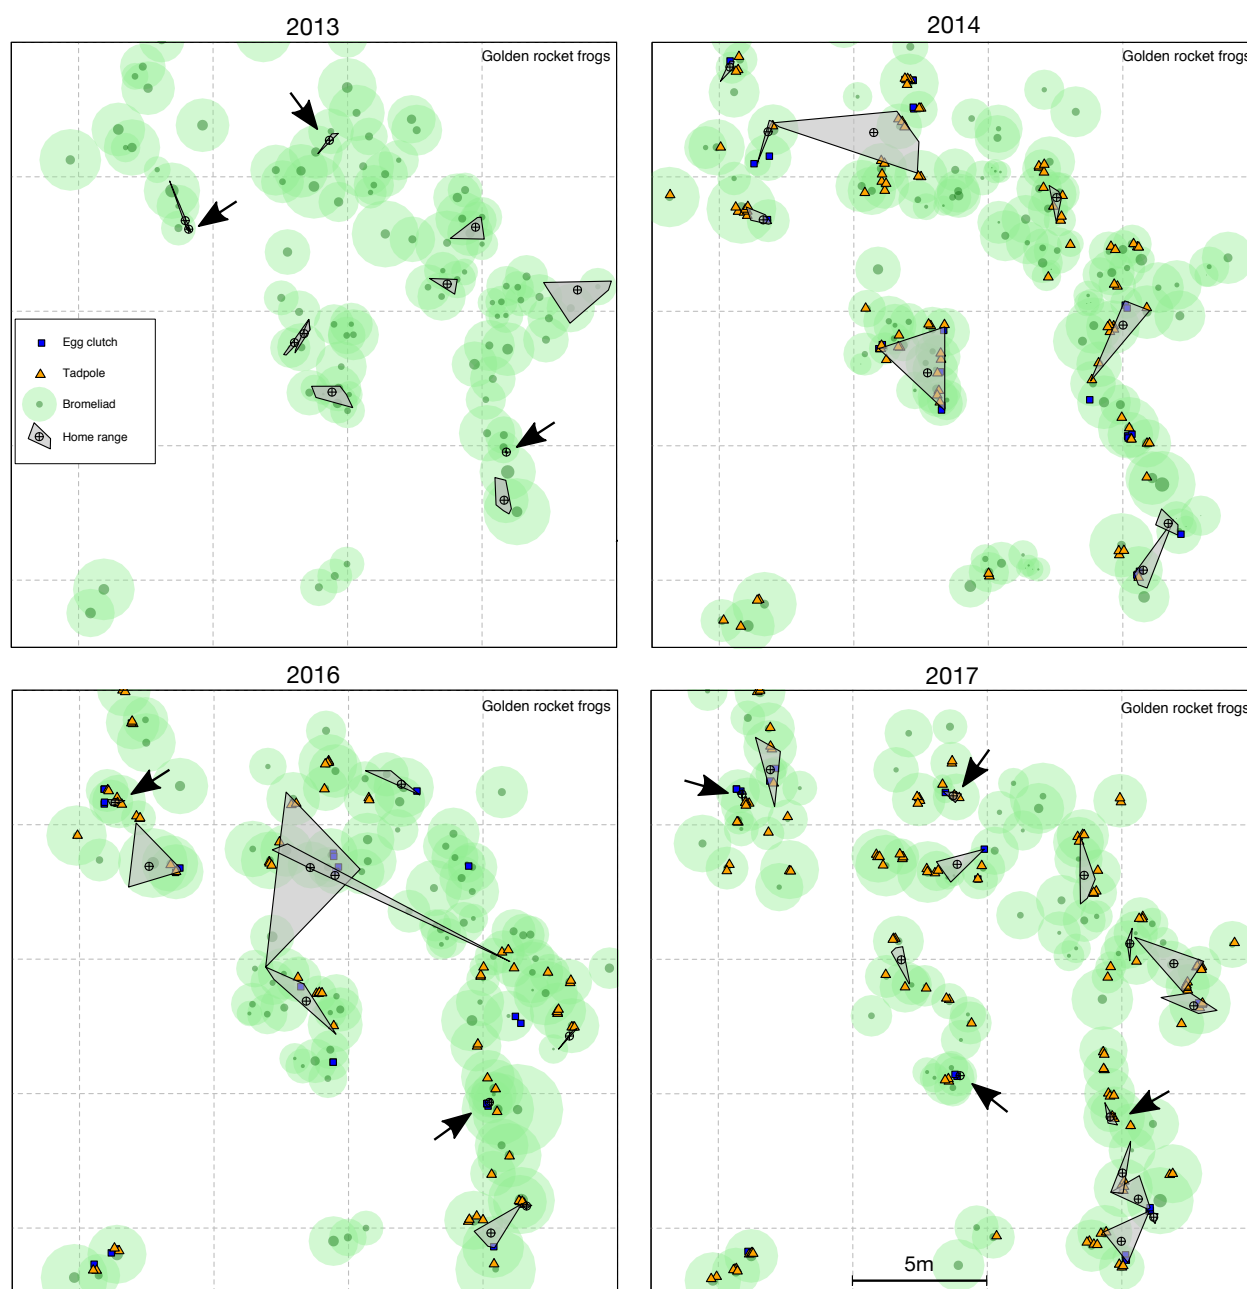 2013
Golden rocket frogs
2014
Golden rocket frogs
Egg clutch
Tadpole
Bromeliad
Home range
2016
Golden rocket frogs
2017
Golden rocket frogs
5m